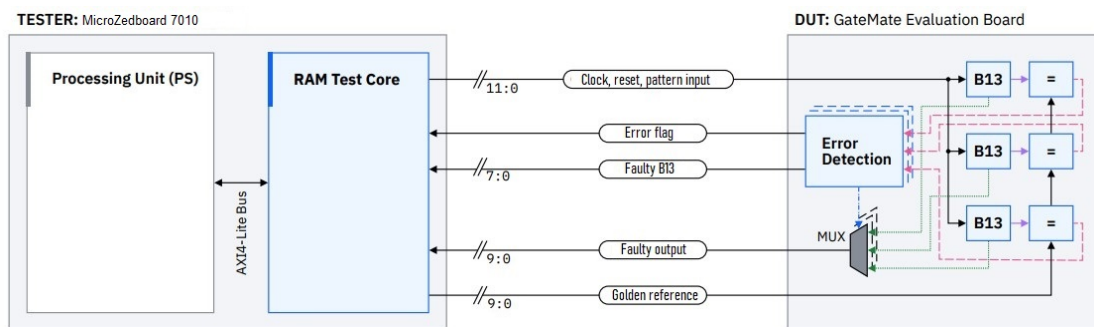 TESTER: MicroZedboard 7010
DUT: GateMate Evaluation Board
Processing Unit (PS)
RAM Test Core
AXI4-Lite Bus
11:0
Clock, reset, pattern input
Error flag
7:0
Faulty B13
9:0
Faulty output
9:0
Golden reference
Error
Detection
MUX
B13
=
B13
=
B13
=